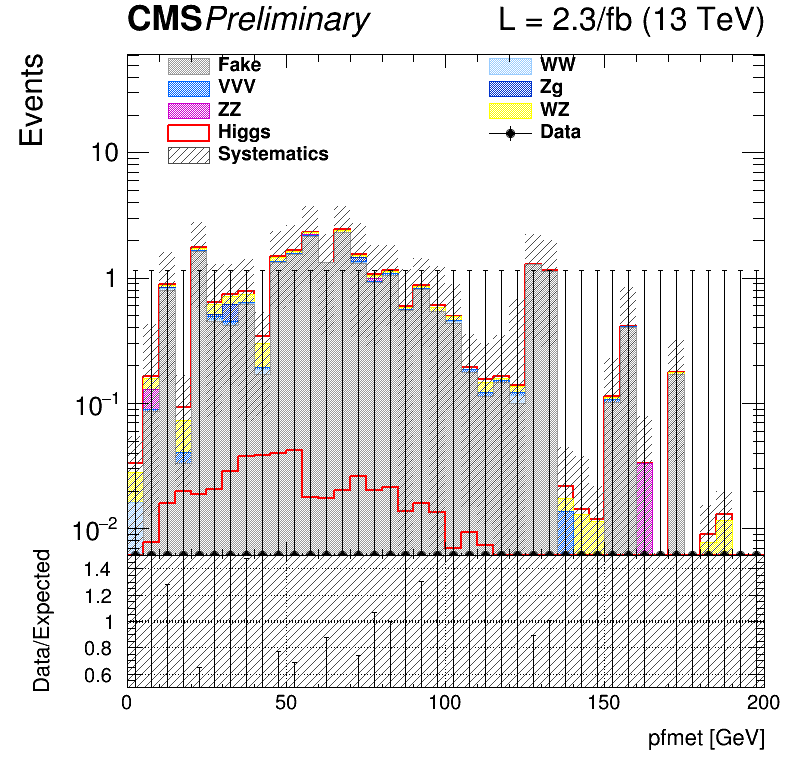 CMSPreliminary L = 2.3/fb (13 TeV)
Events
Fake
VVV
ZZ
Higgs
Systematics
WW
Zg
WZ
Data
10
1
10−1
10−2
Data/Expected
1.4
1.2
1
0.8
0.6
0 50 100 150 200
pfmet [GeV]